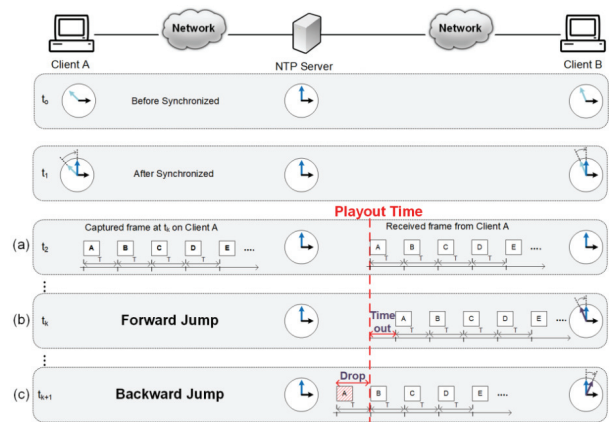 Network
Network
Client A
NTP Server
Client B
t₀
Before Synchronized
t₁
After Synchronized
Playout Time
Captured frame at tₖ on Client A
Received frame from Client A
(a)
t₂
A B C D E ....
T T T T
A B C D E ....
T T T T
⋮
(b)
tₖ
Forward Jump
Time out
A B C D E ....
T T T T
⋮
(c)
tₖ₊₁
Backward Jump
Drop
A B C D E ....
T T T T